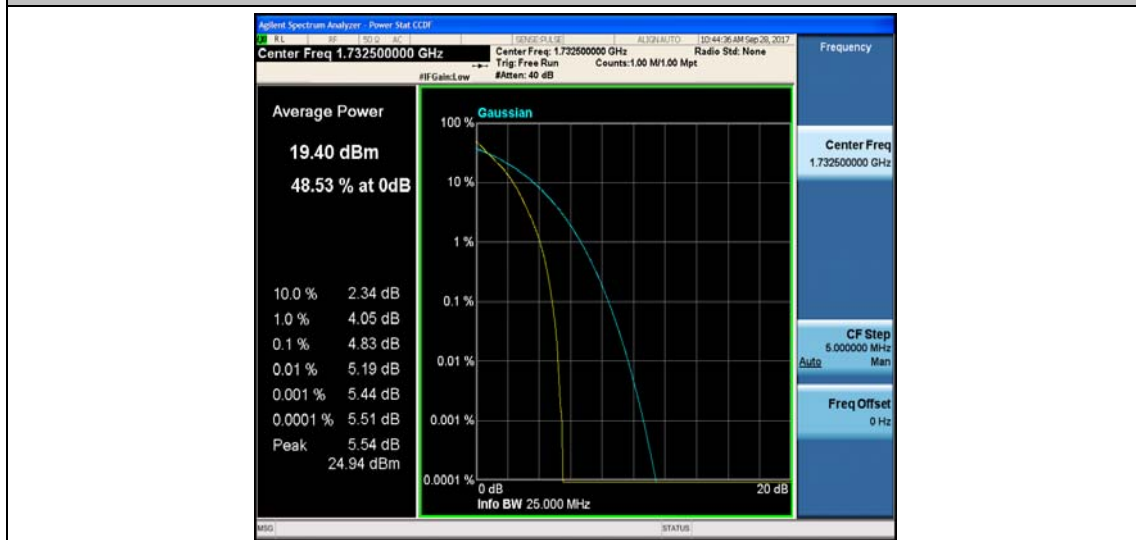 Agilent Spectrum Analyzer - Power Stat CCDF
RL RF 50 Ω AC SENSE:PULSE ALIGN AUTO 10:44:36 AM Sep 28, 2017
Center Freq 1.732500000 GHz
Center Freq: 1.732500000 GHz Radio Std: None
Trig: Free Run Counts:1.00 M/1.00 Mpt
#IFGain:Low #Atten: 40 dB
Frequency
Average Power
19.40 dBm
48.53 % at 0dB
10.0 % 2.34 dB
1.0 % 4.05 dB
0.1 % 4.83 dB
0.01 % 5.19 dB
0.001 % 5.44 dB
0.0001 % 5.51 dB
Peak 5.54 dB
24.94 dBm
Gaussian
100 %
10 %
1 %
0.1 %
0.01 %
0.001 %
0.0001 %
0 dB 20 dB
Info BW 25.000 MHz
Center Freq
1.732500000 GHz
CF Step
5.000000 MHz
Auto Man
Freq Offset
0 Hz
MSG STATUS